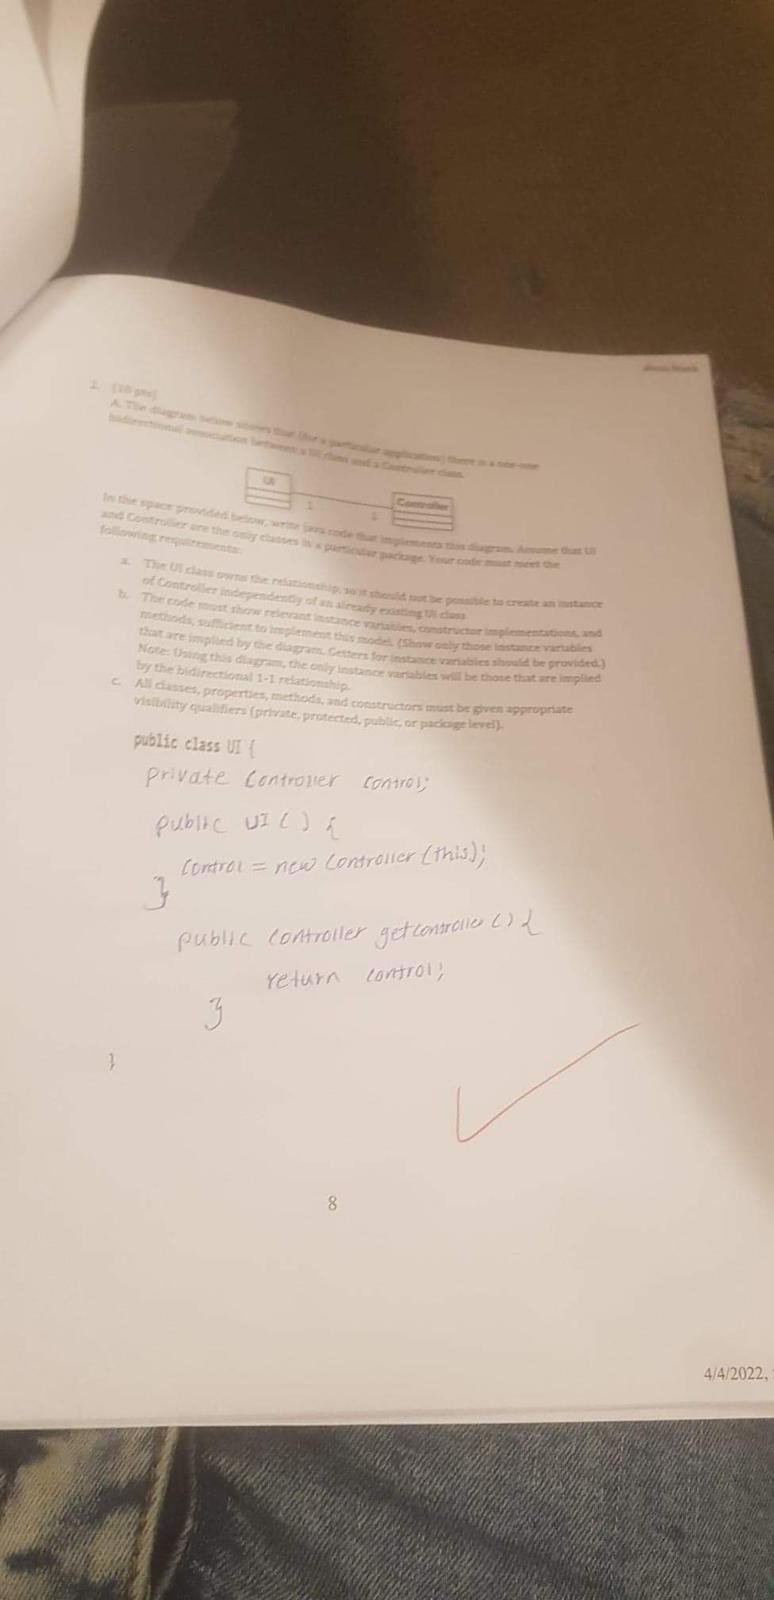 2. [10 pts]
A. The diagram below shows that (for a particular application) there is a one-one
bidirectional association between a UI class and a Controller class.
UI
Controller
1
1
In the space provided below, write java code that implements this diagram. Assume that UI
and Controller are the only classes in a particular package. Your code must meet the
following requirements:
a. The UI class owns the relationship, so it should not be possible to create an instance
of Controller independently of an already existing UI class
b. The code must show relevant instance variables, constructor implementations, and
methods, sufficient to implement this model. (Show only those instance variables
that are implied by the diagram. Getters for instance variables should be provided.)
Note: Using this diagram, the only instance variables will be those that are implied
by the bidirectional 1-1 relationship.
c. All classes, properties, methods, and constructors must be given appropriate
visibility qualifiers (private, protected, public, or package level).
public class UI {
private Controller control;
public UI () {
control = new Controller (this);
}
public Controller getController () {
return control;
}
}
8
4/4/2022,